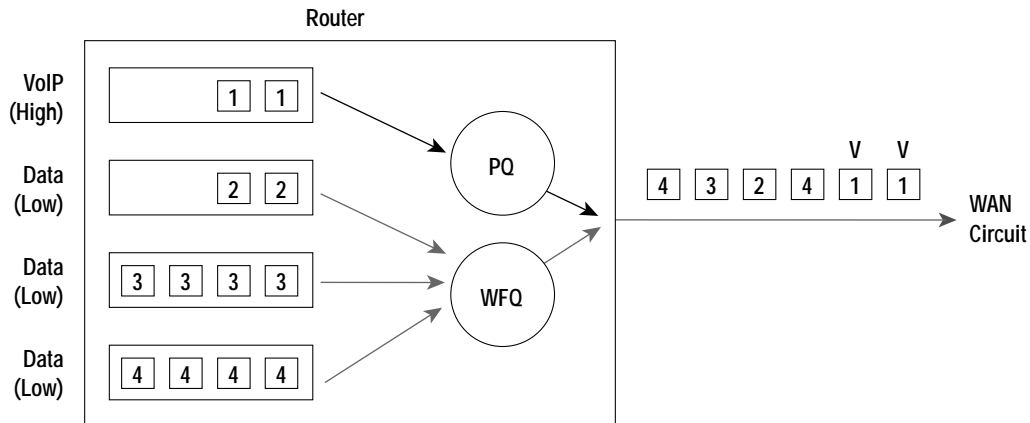 Router
VoIP
(High)
1 1
PQ
Data
(Low)
2 2
V V
4 3 2 4 1 1
WAN
Circuit
Data
(Low)
3 3 3 3
WFQ
Data
(Low)
4 4 4 4